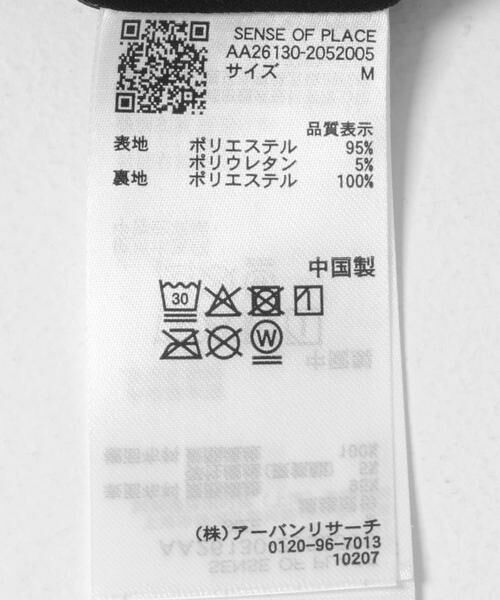 SENSE OF PLACE
AA26130-2052005
サイズ M
品質表示
表地 ポリエステル 95%
ポリウレタン 5%
裏地 ポリエステル 100%
中国製
30
W
(株)アーバンリサーチ
0120-96-7013
10207